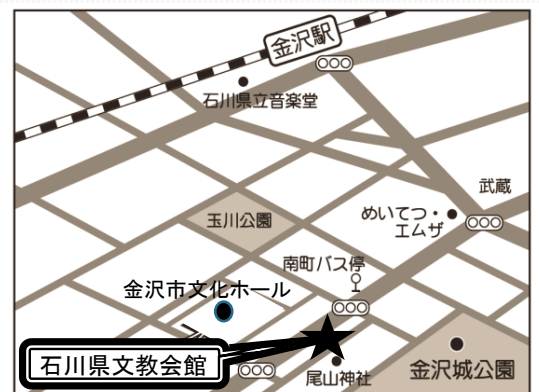 金沢駅
石川県立音楽堂
武蔵
めいてつ・
エムザ
玉川公園
南町バス停
金沢市文化ホール
石川県文教会館
尾山神社
金沢城公園